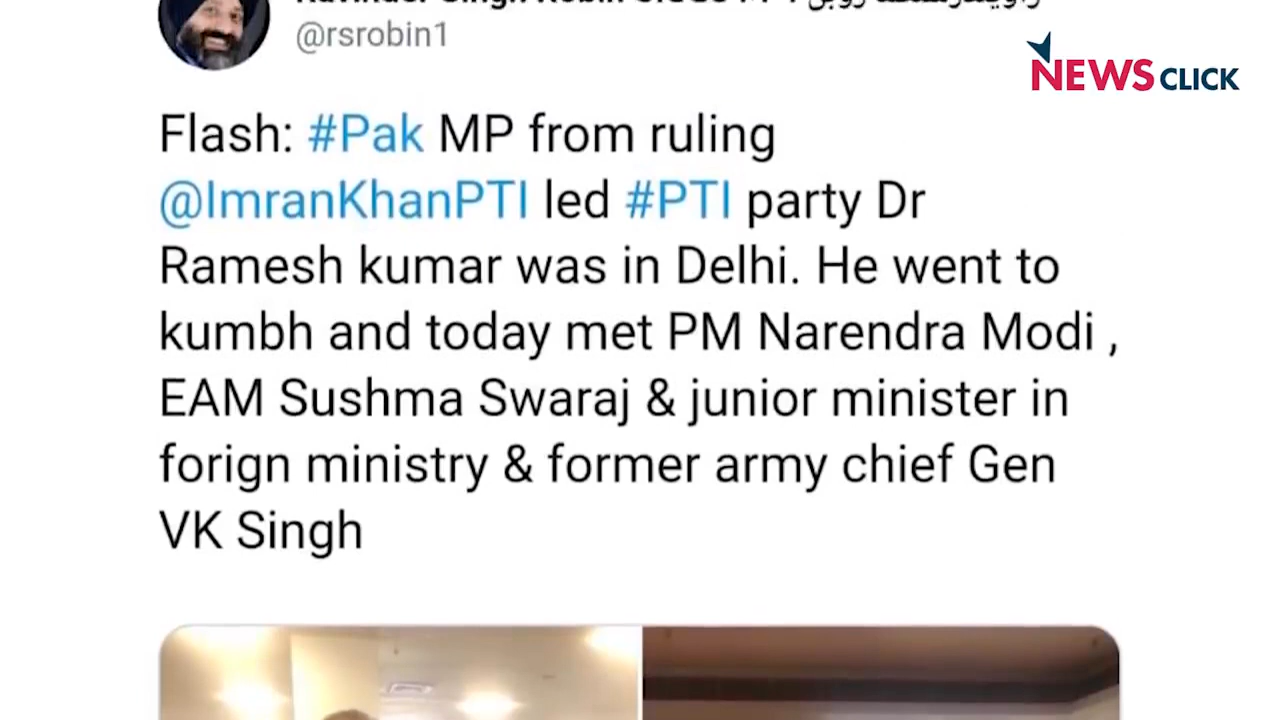 @rsrobin1
NEWS CLICK
Flash: #Pak MP from ruling
@ImranKhanPTI led #PTI party Dr
Ramesh kumar was in Delhi. He went to
kumbh and today met PM Narendra Modi ,
EAM Sushma Swaraj & junior minister in
forign ministry & former army chief Gen
VK Singh